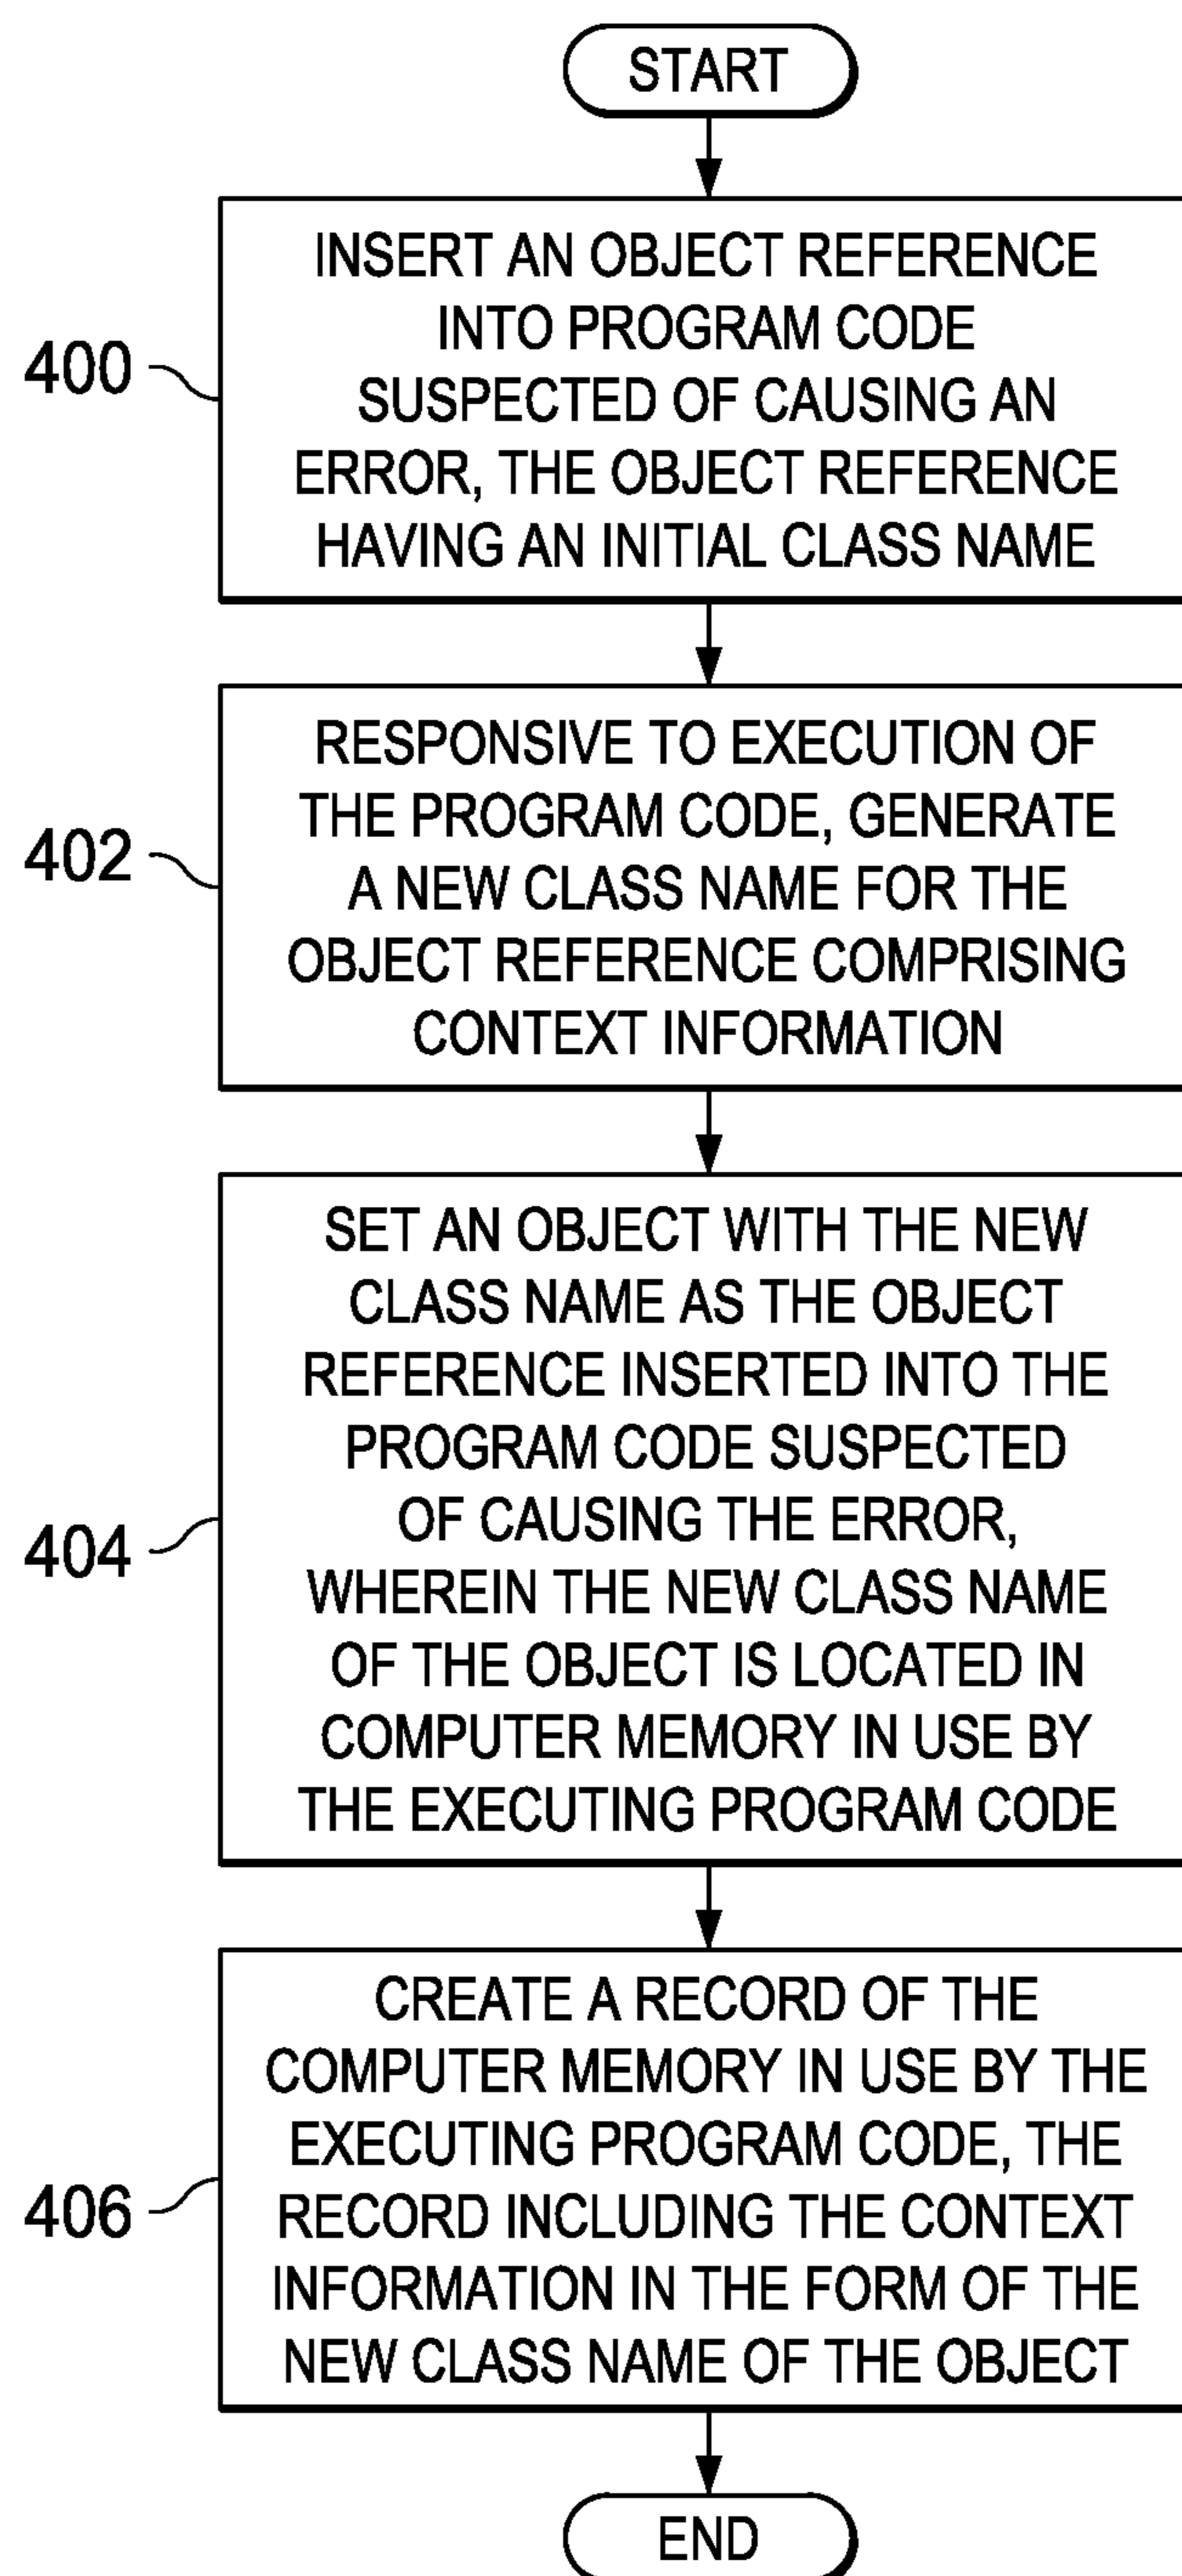 START
INSERT AN OBJECT REFERENCE
INTO PROGRAM CODE
SUSPECTED OF CAUSING AN
ERROR, THE OBJECT REFERENCE
HAVING AN INITIAL CLASS NAME
400
RESPONSIVE TO EXECUTION OF
THE PROGRAM CODE, GENERATE
A NEW CLASS NAME FOR THE
OBJECT REFERENCE COMPRISING
CONTEXT INFORMATION
402
SET AN OBJECT WITH THE NEW
CLASS NAME AS THE OBJECT
REFERENCE INSERTED INTO THE
PROGRAM CODE SUSPECTED
OF CAUSING THE ERROR,
WHEREIN THE NEW CLASS NAME
OF THE OBJECT IS LOCATED IN
COMPUTER MEMORY IN USE BY
THE EXECUTING PROGRAM CODE
404
CREATE A RECORD OF THE
COMPUTER MEMORY IN USE BY THE
EXECUTING PROGRAM CODE, THE
RECORD INCLUDING THE CONTEXT
INFORMATION IN THE FORM OF THE
NEW CLASS NAME OF THE OBJECT
406
END